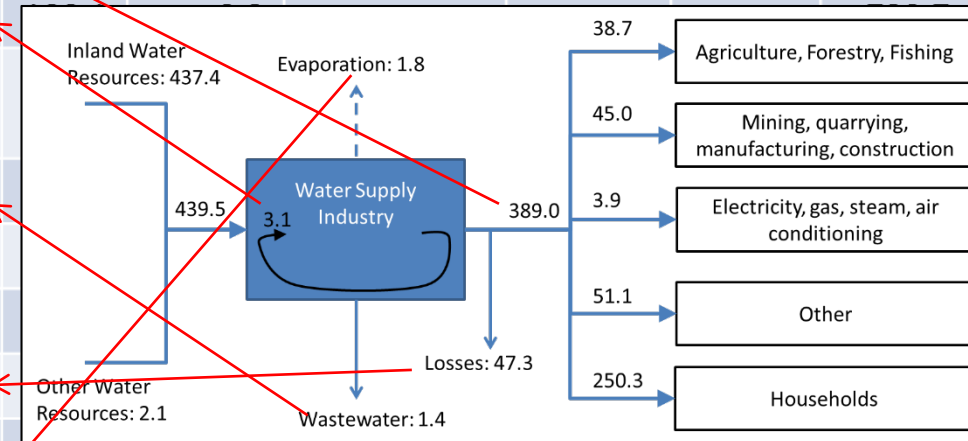 Inland Water
Resources: 437.4
Evaporation: 1.8
38.7
Agriculture, Forestry, Fishing
45.0
Mining, quarrying,
manufacturing, construction
Water Supply
Industry
439.5
3.1
389.0
3.9
Electricity, gas, steam, air
conditioning
51.1
Other
Losses: 47.3
250.3
Households
Other Water
Resources: 2.1
Wastewater: 1.4